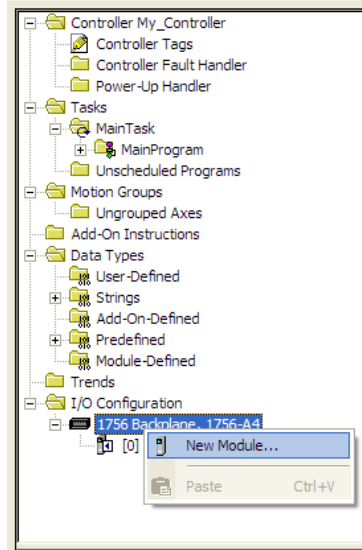 Controller My_Controller
Controller Tags
Controller Fault Handler
Power-Up Handler
Tasks
MainTask
MainProgram
Unscheduled Programs
Motion Groups
Ungrouped Axes
Add-On Instructions
Data Types
User-Defined
Strings
Add-On-Defined
Predefined
Module-Defined
Trends
I/O Configuration
1756 Backplane, 1756-A4
[0]
New Module...
Paste Ctrl+V